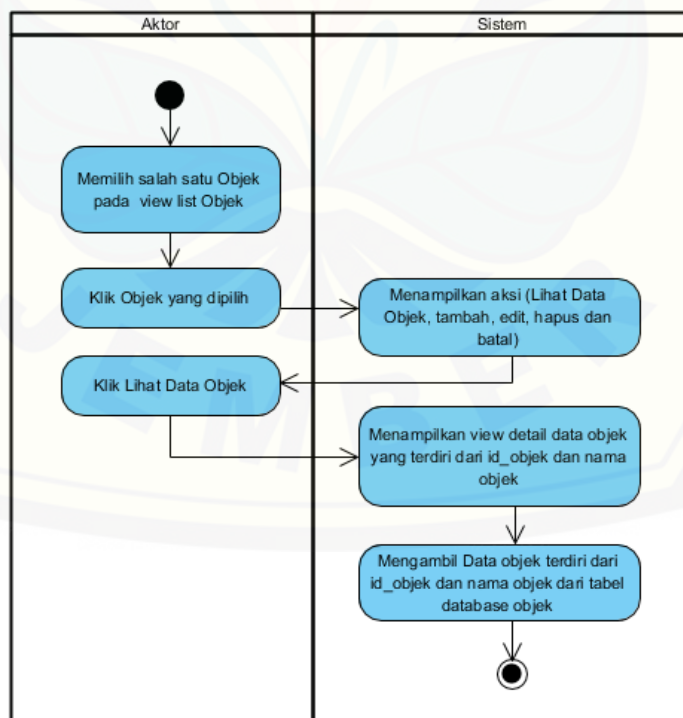 Aktor
Sistem
Memilih salah satu Objek
pada view list Objek
Klik Objek yang dipilih
Menampilkan aksi (Lihat Data
Objek, tambah, edit, hapus dan
batal)
Klik Lihat Data Objek
Menampilkan view detail data objek
yang terdiri dari id_objek dan nama
objek
Mengambil Data objek terdiri dari
id_objek dan nama objek dari tabel
database objek
JEMBER